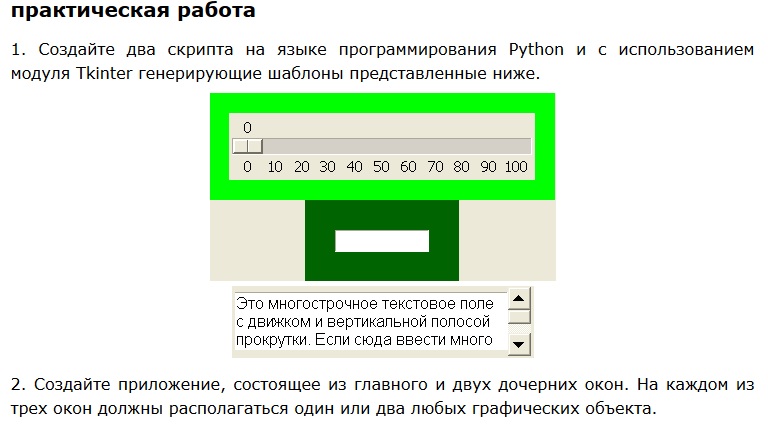 практическая работа
1. Создайте два скрипта на языке программирования Python и с использованием
модуля Tkinter генерирующие шаблоны представленные ниже.
0
0 10 20 30 40 50 60 70 80 90 100
Это многострочное текстовое поле
с движком и вертикальной полосой
прокрутки. Если сюда ввести много
2. Создайте приложение, состоящее из главного и двух дочерних окон. На каждом из
трех окон должны располагаться один или два любых графических объекта.